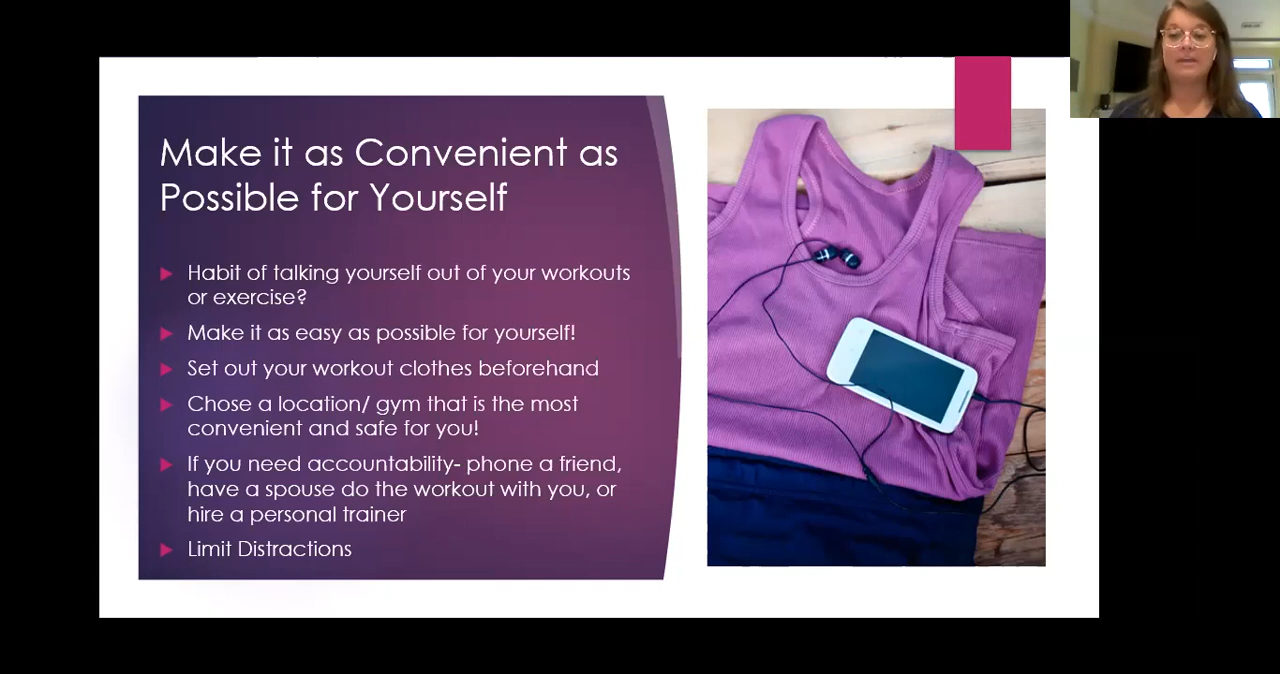 Make it as Convenient as
Possible for Yourself
Habit of talking yourself out of your workouts
or exercise?
Make it as easy as possible for yourself!
Set out your workout clothes beforehand
Chose a location/ gym that is the most
convenient and safe for you!
If you need accountability- phone a friend,
have a spouse do the workout with you, or
hire a personal trainer
Limit Distractions